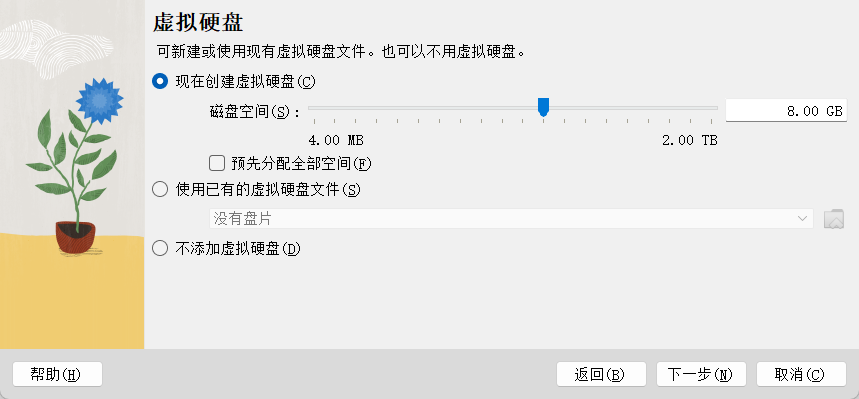 虚拟硬盘
可新建或使用现有虚拟硬盘文件。也可以不用虚拟硬盘。
现在创建虚拟硬盘(C)
磁盘空间(S)：
8.00 GB
4.00 MB 2.00 TB
预先分配全部空间(F)
使用已有的虚拟硬盘文件(S)
没有盘片
不添加虚拟硬盘(D)
帮助(H) 返回(B) 下一步(N) 取消(C)